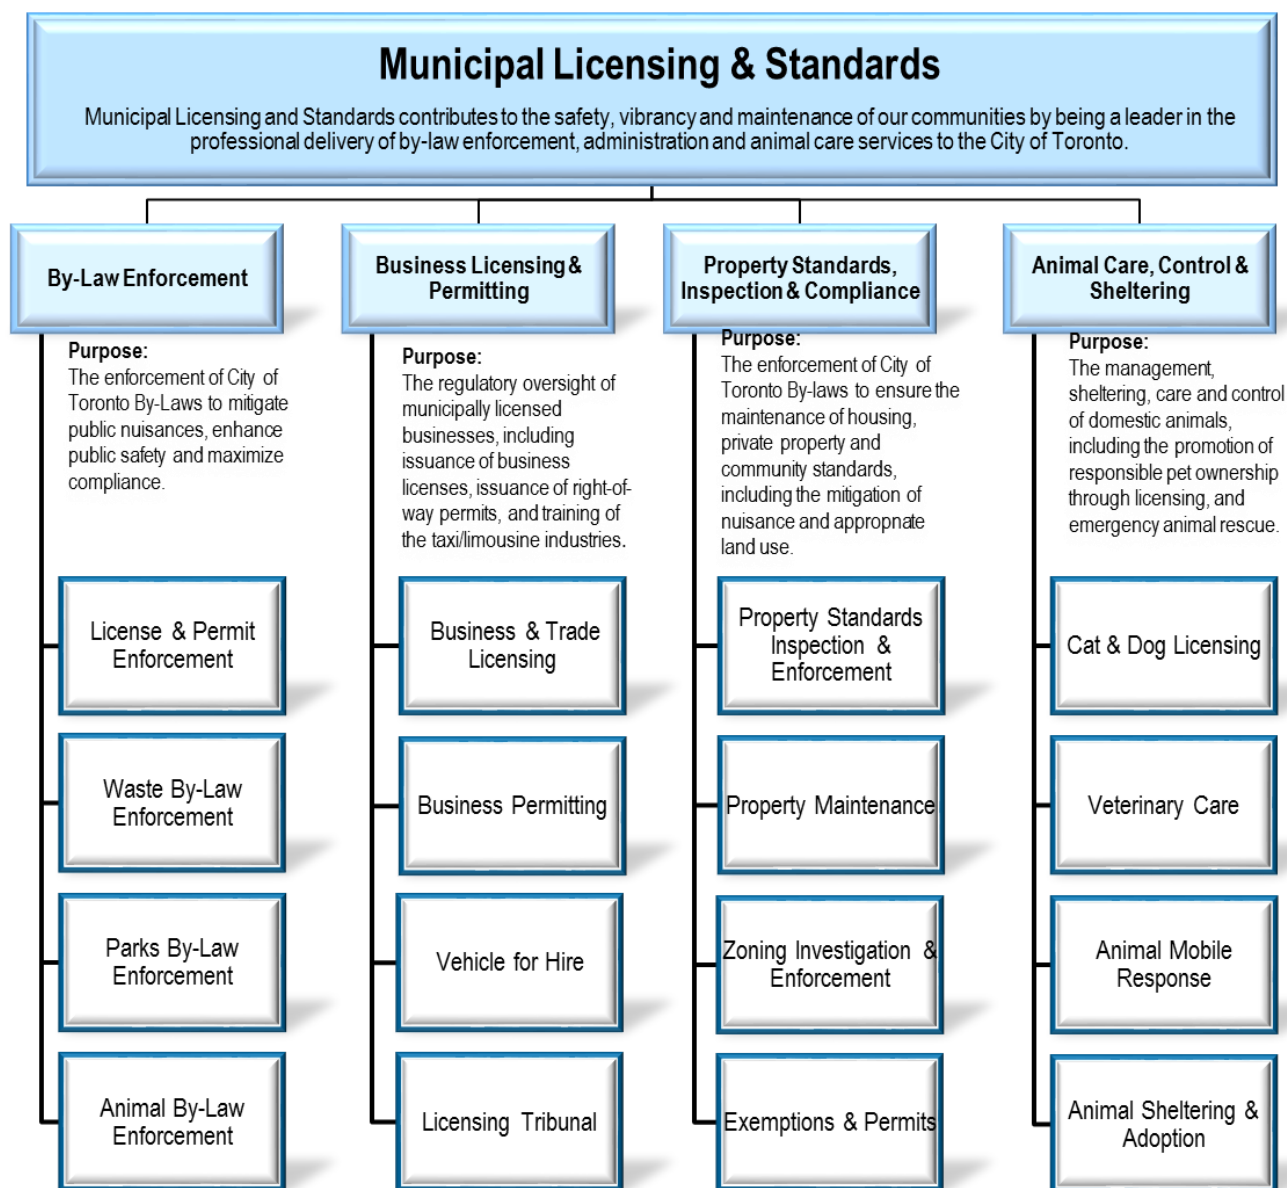 Municipal Licensing & Standards
Municipal Licensing and Standards contributes to the safety, vibrancy and maintenance of our communities by being a leader in the
professional delivery of by-law enforcement, administration and animal care services to the City of Toronto.
By-Law Enforcement
Purpose:
The enforcement of City of
Toronto By-Laws to mitigate
public nuisances, enhance
public safety and maximize
compliance.
License & Permit
Enforcement
Waste By-Law
Enforcement
Parks By-Law
Enforcement
Animal By-Law
Enforcement
Business Licensing &
Permitting
Purpose:
The regulatory oversight of
municipally licensed
businesses, including
issuance of business
licenses, issuance of right-of-
way permits, and training of
the taxi/limousine industries.
Business & Trade
Licensing
Business Permitting
Vehicle for Hire
Licensing Tribunal
Property Standards,
Inspection & Compliance
Purpose:
The enforcement of City of
Toronto By-laws to ensure the
maintenance of housing,
private property and
community standards,
including the mitigation of
nuisance and appropnate
land use.
Property Standards
Inspection &
Enforcement
Property Maintenance
Zoning Investigation &
Enforcement
Exemptions & Permits
Animal Care, Control &
Sheltering
Purpose:
The management,
sheltering, care and control
of domestic animals,
including the promotion of
responsible pet ownership
through licensing, and
emergency animal rescue.
Cat & Dog Licensing
Veterinary Care
Animal Mobile
Response
Animal Sheltering &
Adoption